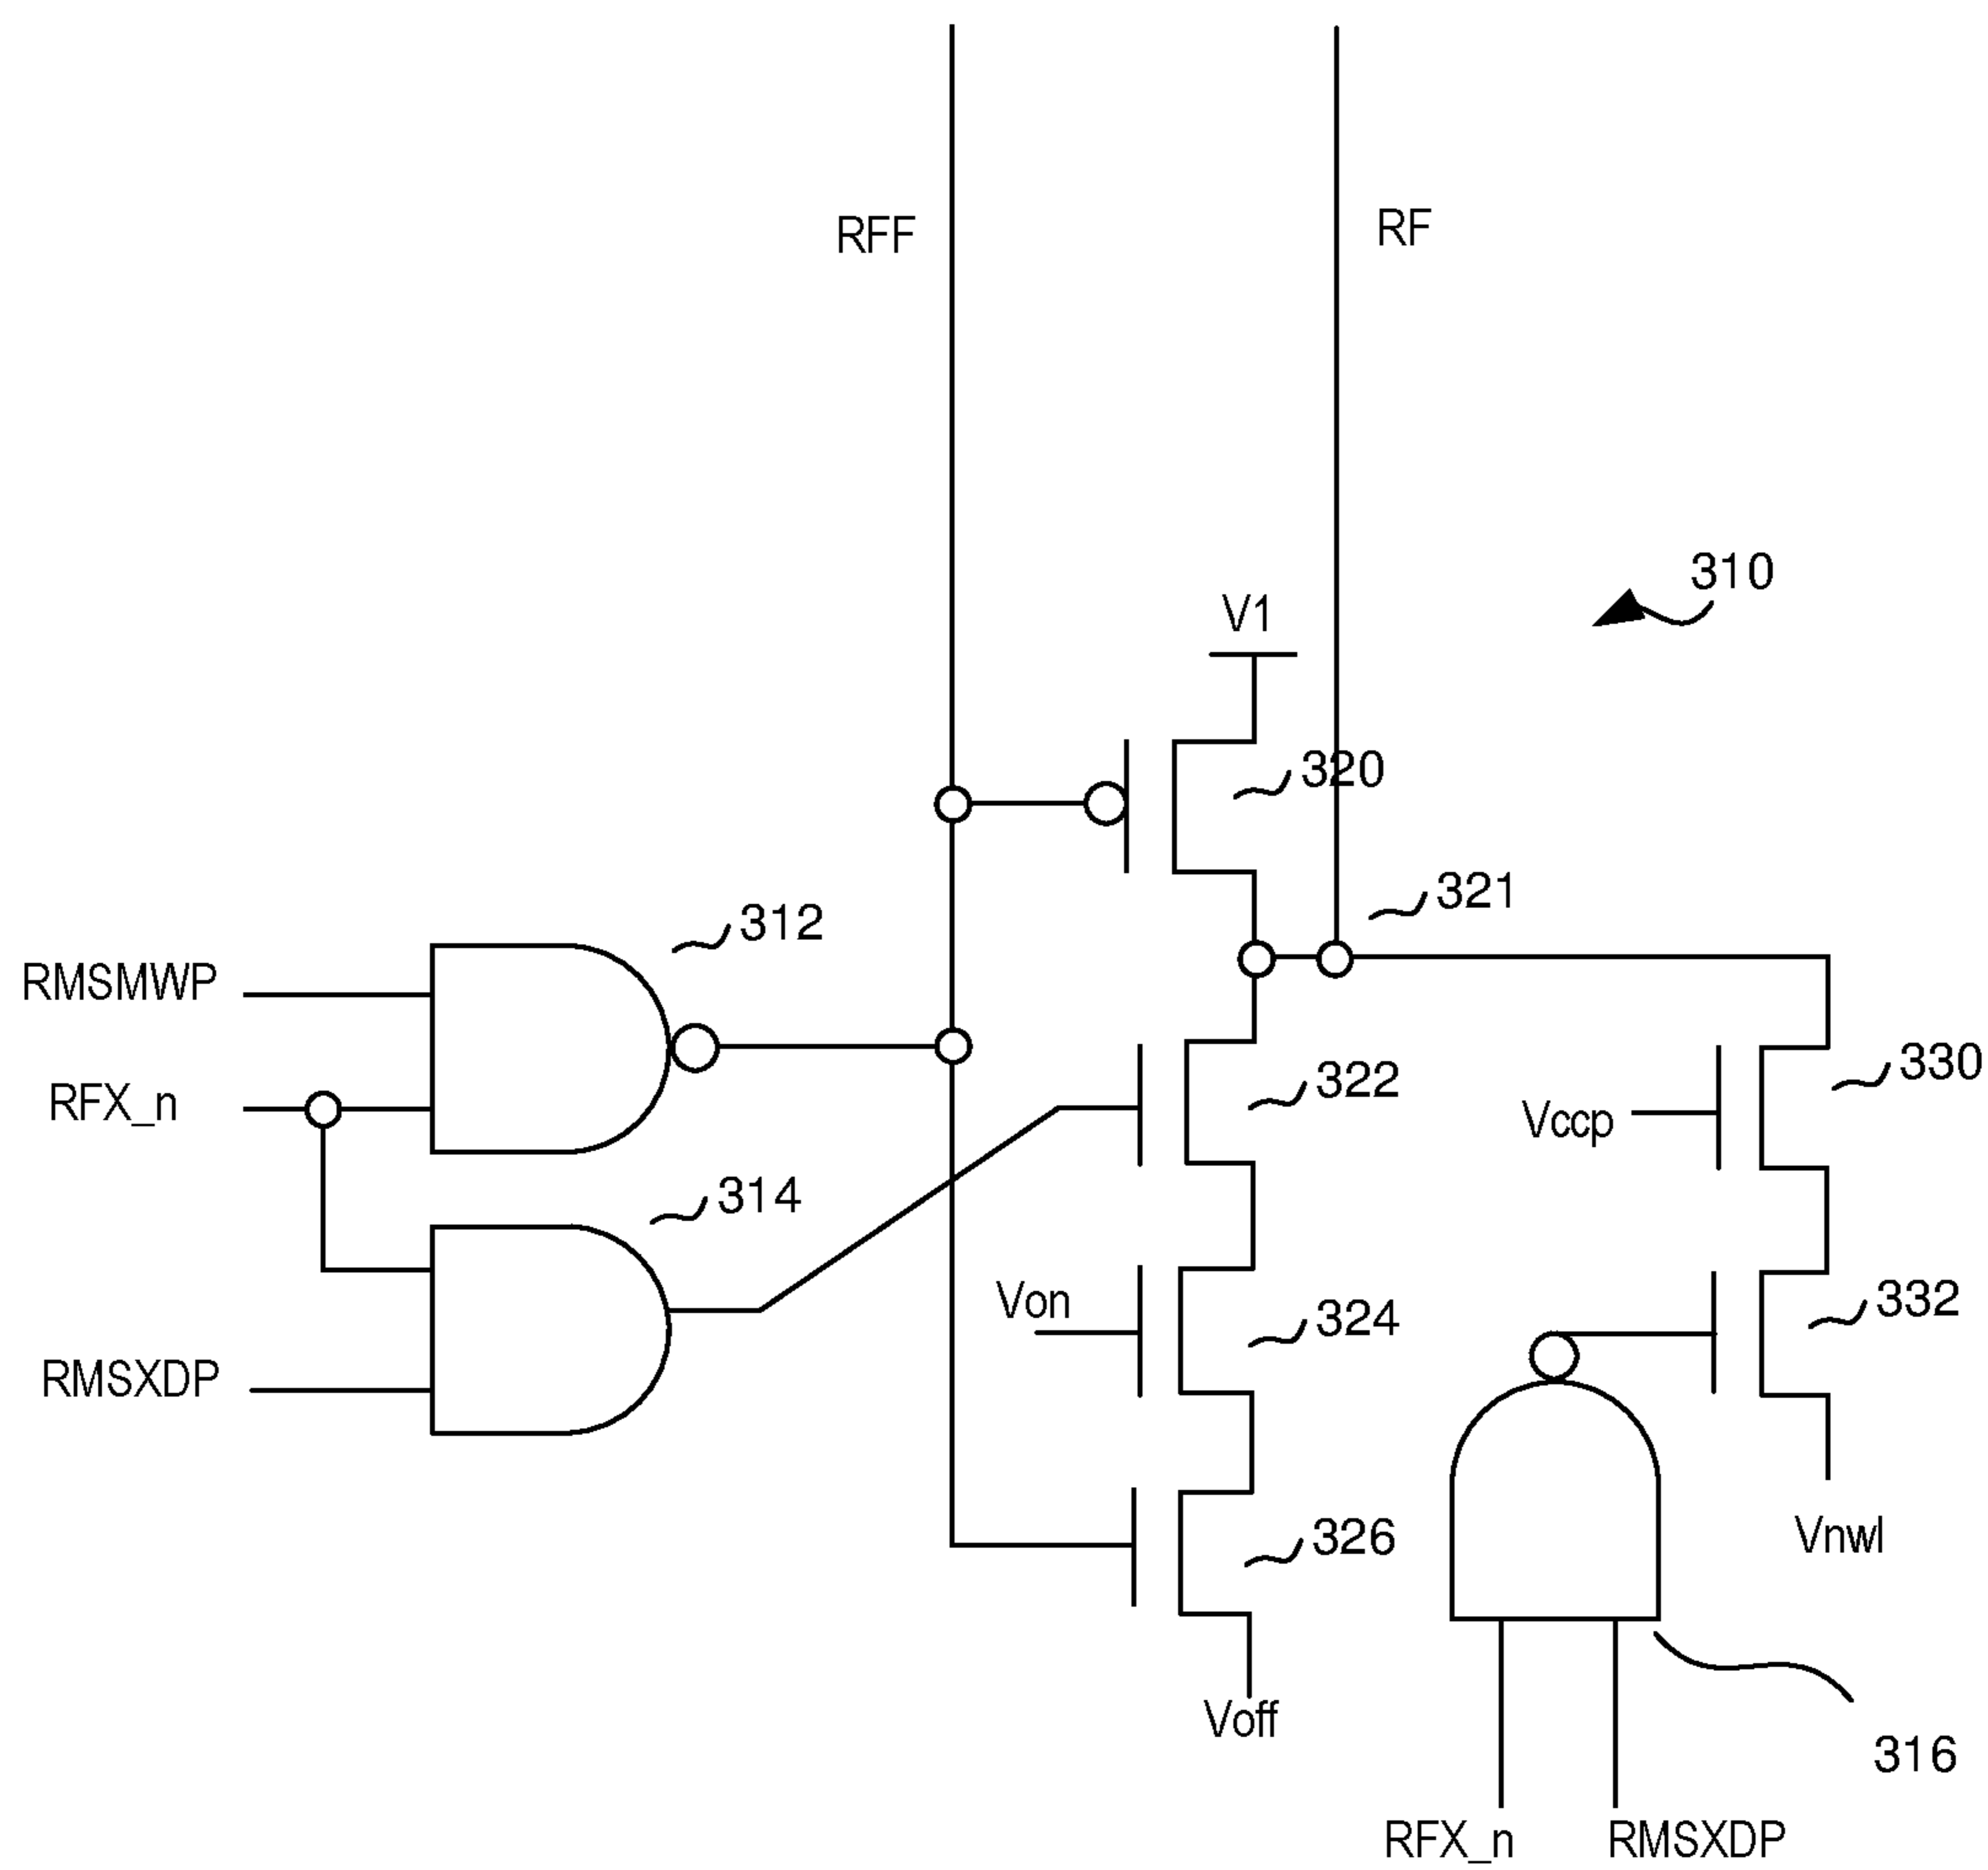 RFF
RF
310
V1
320
321
312
RMSMWP
330
322
RFX_n
Vccp
314
Von
332
324
RMSXDP
326
Vnwl
Voff
316
RFX_n
RMSXDP